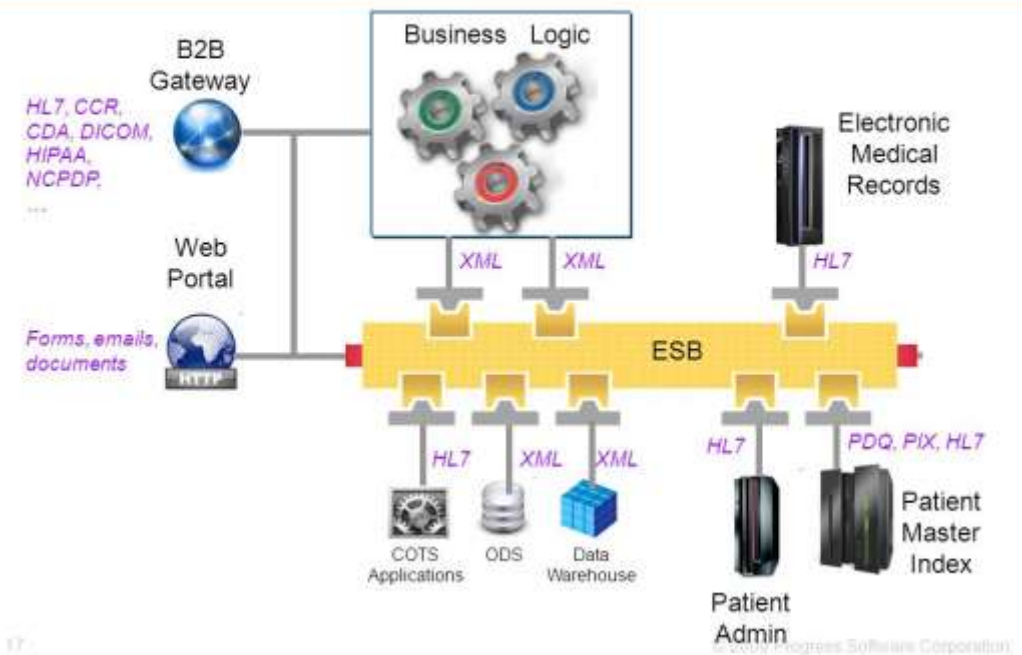 Business Logic
B2B
Gateway
HL7, CCR,
CDA, DICOM,
HIPAA,
NCPDP,
...
Electronic
Medical
Records
Web
Portal
XML
XML
HL7
Forms, emails,
documents
HTTP
ESB
HL7
XML
XML
HL7
PDQ, PIX, HL7
COTS
Applications
ODS
Data
Warehouse
Patient
Master
Index
Patient
Admin
17
Progress Software Corporation